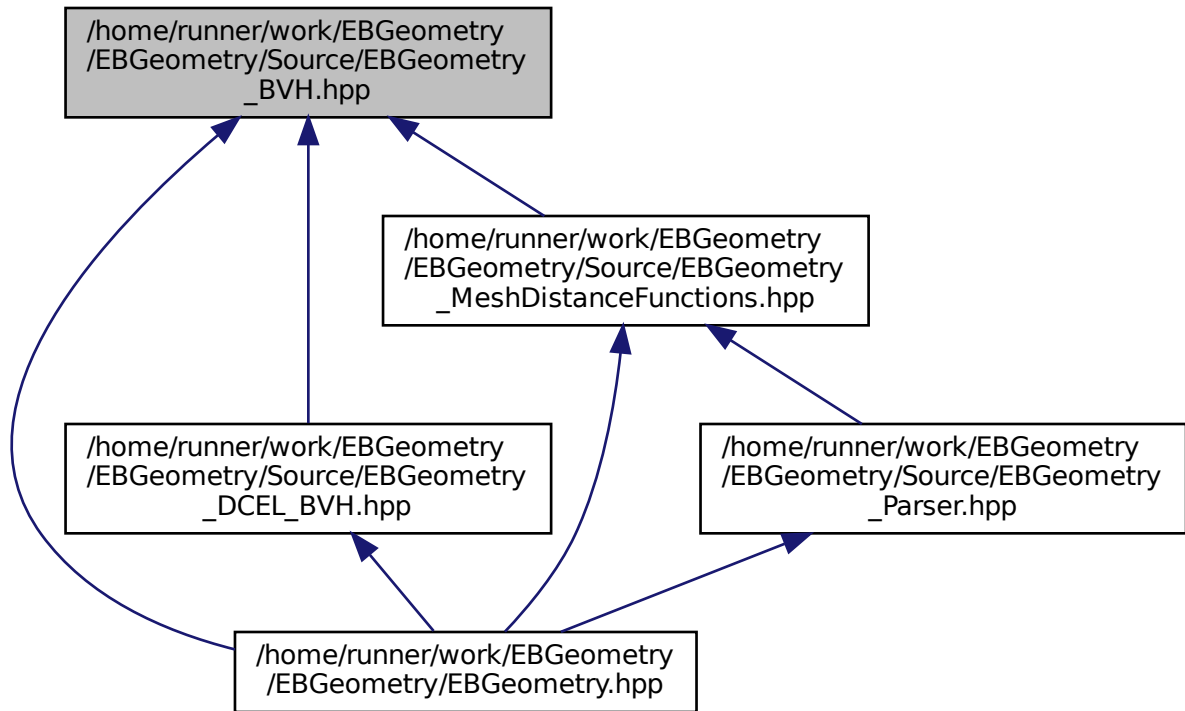 /home/runner/work/EBGeometry
/EBGeometry/Source/EBGeometry
_BVH.hpp
/home/runner/work/EBGeometry
/EBGeometry/Source/EBGeometry
_MeshDistanceFunctions.hpp
/home/runner/work/EBGeometry
/EBGeometry/Source/EBGeometry
_DCEL_BVH.hpp
/home/runner/work/EBGeometry
/EBGeometry/Source/EBGeometry
_Parser.hpp
/home/runner/work/EBGeometry
/EBGeometry/EBGeometry.hpp